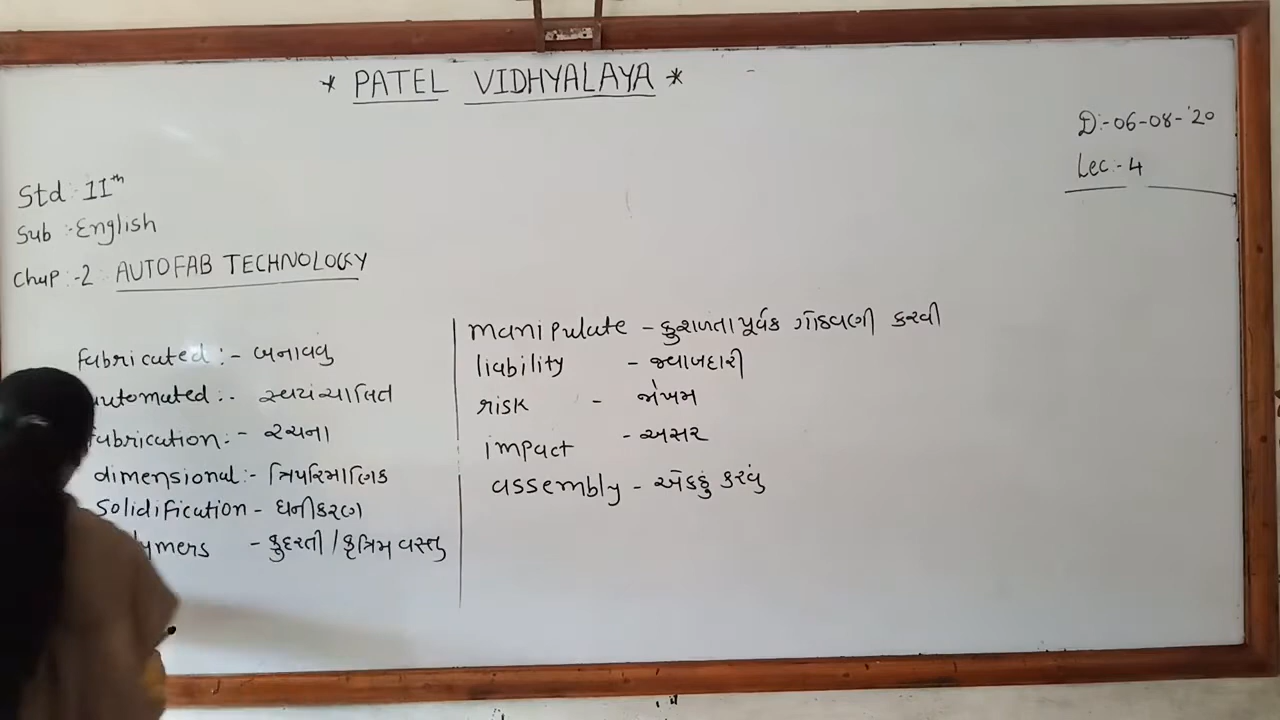 * PATEL VIDHYALAYA *
D:-06-08-'20
Lec:- 4
Std :- 11th
Sub :- English
Chap :-2 : AUTOFAB TECHNOLOGY
fabricated :- બનાવવુ
automated :- સ્વયંચાલિત
fabrication :- રચના
dimensional :- ત્રિપરિમાણિક
Solidification - ઘનીકરણ
ymers - કુદરતી / કૃત્રિમ વસ્તુ
manipulate - કુશળતાપૂર્વક ગોઠવણી કરવી
liability - જવાબદારી
risk - જોખમ
impact - અસર
assembly - એકઠું કરવું